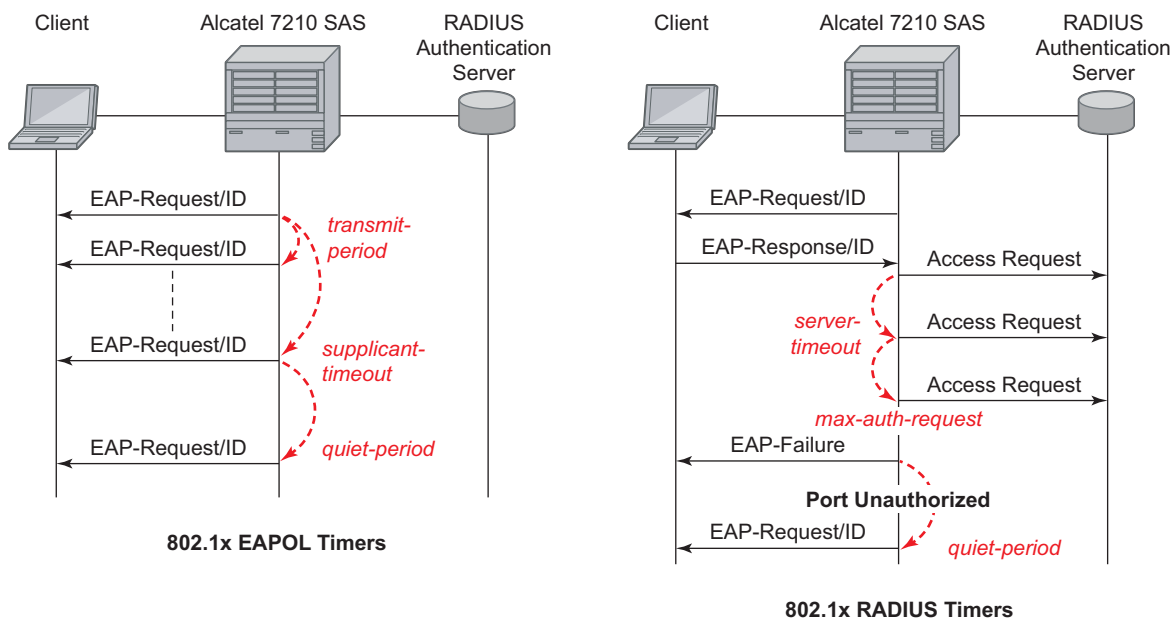 Client
Alcatel 7210 SAS
RADIUS
Authentication
Server
EAP-Request/ID
transmit-
period
EAP-Request/ID
EAP-Request/ID
supplicant-
timeout
quiet-period
EAP-Request/ID
802.1x EAPOL Timers
Client
Alcatel 7210 SAS
RADIUS
Authentication
Server
EAP-Request/ID
EAP-Response/ID
Access Request
server-
timeout
Access Request
Access Request
max-auth-request
EAP-Failure
Port Unauthorized
EAP-Request/ID
quiet-period
802.1x RADIUS Timers